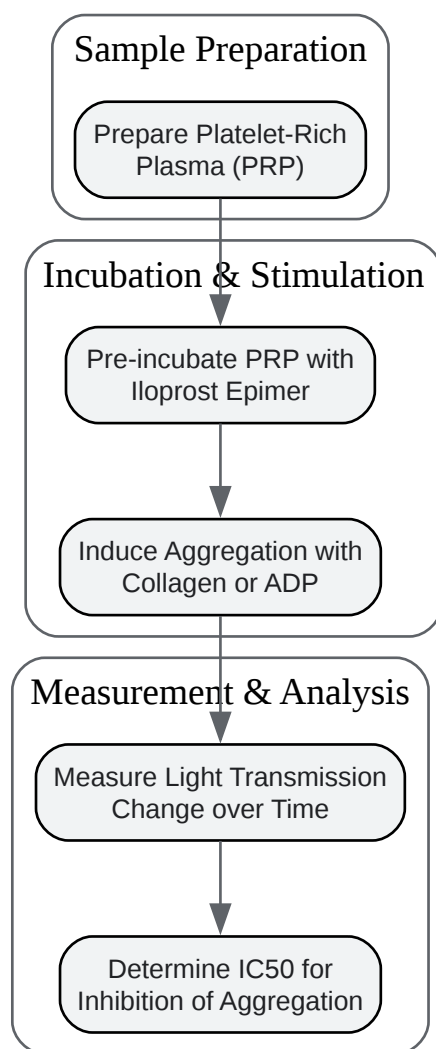 Sample Preparation
Prepare Platelet-Rich
Plasma (PRP)
Incubation & Stimulation
Pre-incubate PRP with
Iloprost Epimer
Induce Aggregation with
Collagen or ADP
Measurement & Analysis
Measure Light Transmission
Change over Time
Determine IC50 for
Inhibition of Aggregation